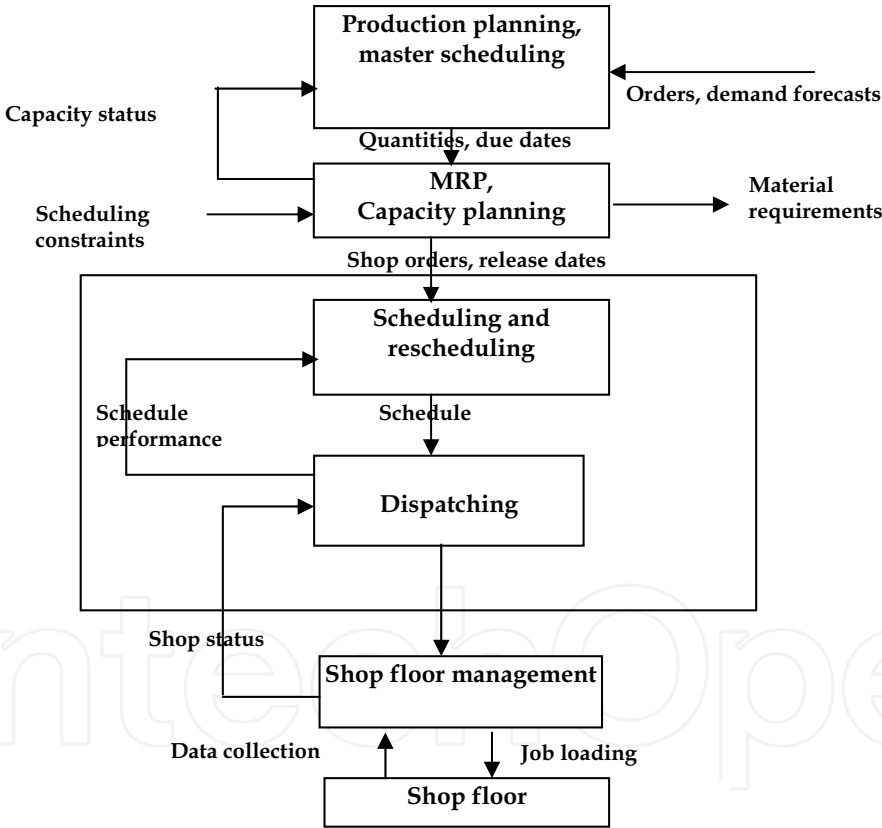 Production planning,
master scheduling
Orders, demand forecasts
Capacity status
Quantities, due dates
MRP,
Capacity planning
Material
requirements
Scheduling
constraints
Shop orders, release dates
Scheduling and
rescheduling
Schedule
performance
Schedule
Dispatching
Shop status
Shop floor management
Data collection
Job loading
Shop floor
ntechOpe